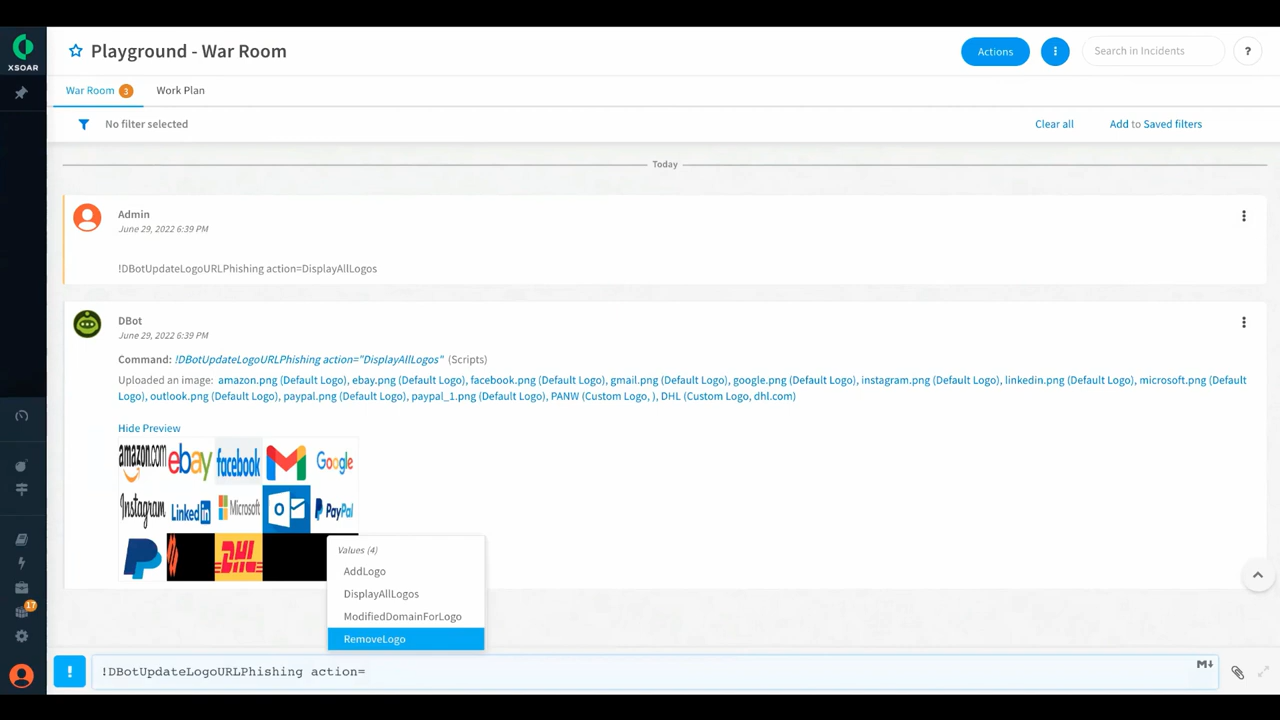 XSOAR
Playground - War Room
Actions
Search in Incidents
?
War Room 3
Work Plan
No filter selected
Clear all
Add to Saved filters
Today
Admin
June 29, 2022 6:39 PM
!DBotUpdateLogoURLPhishing action=DisplayAllLogos
DBot
June 29, 2022 6:39 PM
Command: !DBotUpdateLogoURLPhishing action="DisplayAllLogos" (Scripts)
Uploaded an image: amazon.png (Default Logo), ebay.png (Default Logo), facebook.png (Default Logo), gmail.png (Default Logo), google.png (Default Logo), instagram.png (Default Logo), linkedin.png (Default Logo), microsoft.png (Default
Logo), outlook.png (Default Logo), paypal.png (Default Logo), paypal_1.png (Default Logo), PANW (Custom Logo, ), DHL (Custom Logo, dhl.com)
Hide Preview
amazon.com ebay facebook Google
Instagram LinkedIn Microsoft PayPal
DHL
Values (4)
AddLogo
DisplayAllLogos
ModifiedDomainForLogo
RemoveLogo
17
! !DBotUpdateLogoURLPhishing action=
M